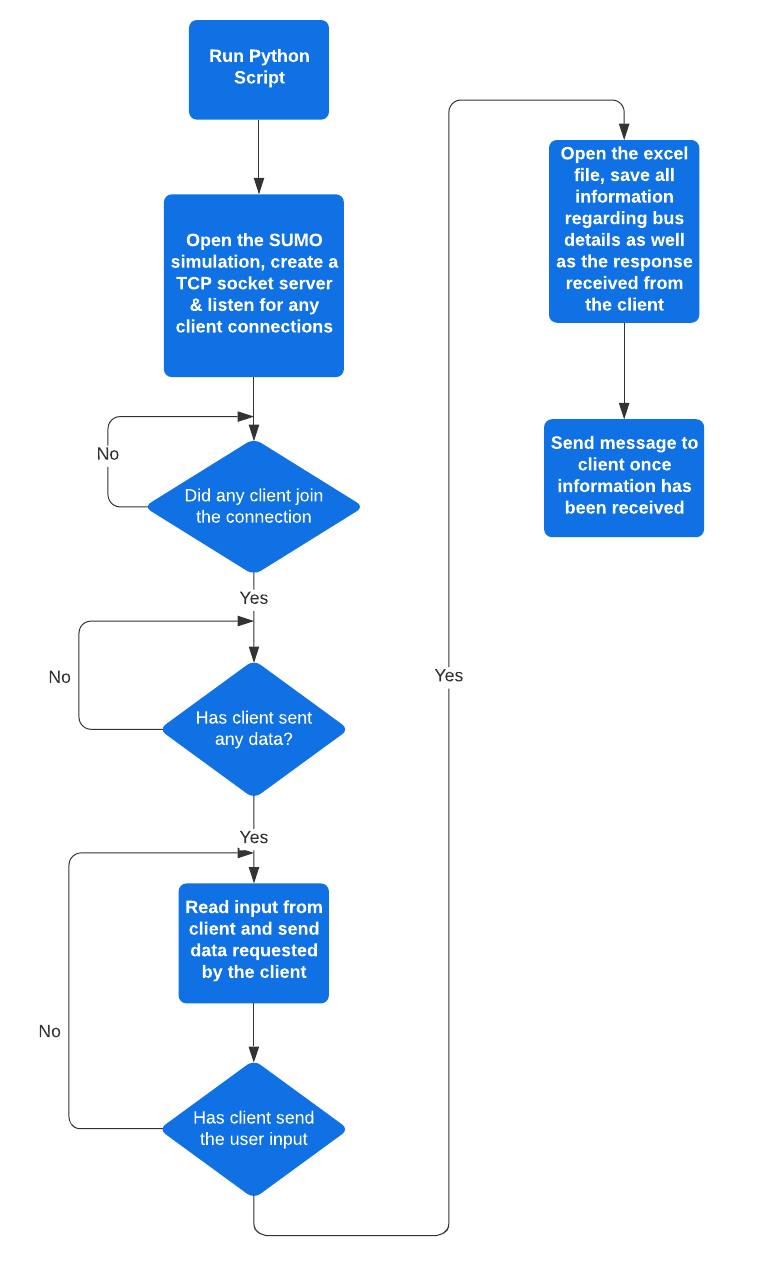 Run Python
Script
Open the SUMO
simulation, create a
TCP socket server
& listen for any
client connections
No
Did any client join
the connection
Yes
No
Has client sent
any data?
Yes
Read input from
client and send
data requested
by the client
No
Has client send
the user input
Yes
Open the excel
file, save all
information
regarding bus
details as well
as the response
received from
the client
Send message to
client once
information has
been received